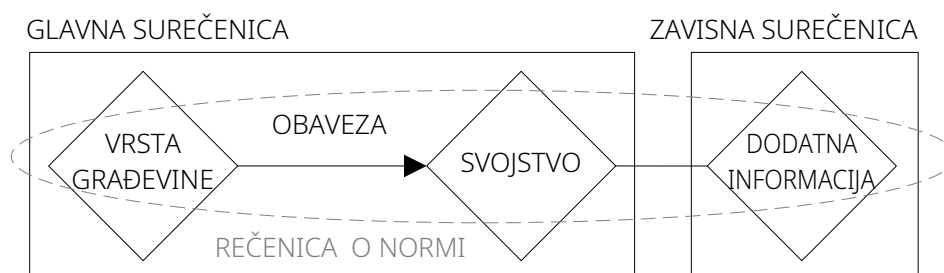 GLAVNA SUREČENICA
ZAVISNA SUREČENICA
OBAVEZA
VRSTA
GRAĐEVINE
SVOJSTVO
DODATNA
INFORMACIJA
REČENICA O NORMI